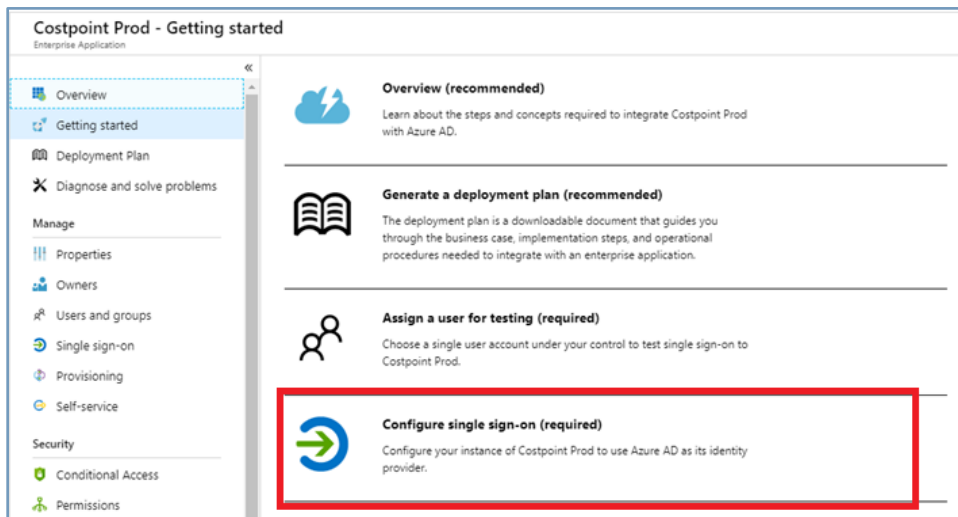 Costpoint Prod - Getting started
Enterprise Application
«
Overview
Getting started
Deployment Plan
Diagnose and solve problems
Manage
Properties
Owners
Users and groups
Single sign-on
Provisioning
Self-service
Security
Conditional Access
Permissions
Overview (recommended)
Learn about the steps and concepts required to integrate Costpoint Prod
with Azure AD.
Generate a deployment plan (recommended)
The deployment plan is a downloadable document that guides you
through the business case, implementation steps, and operational
procedures needed to integrate with an enterprise application.
Assign a user for testing (required)
Choose a single user account under your control to test single sign-on to
Costpoint Prod.
Configure single sign-on (required)
Configure your instance of Costpoint Prod to use Azure AD as its identity
provider.